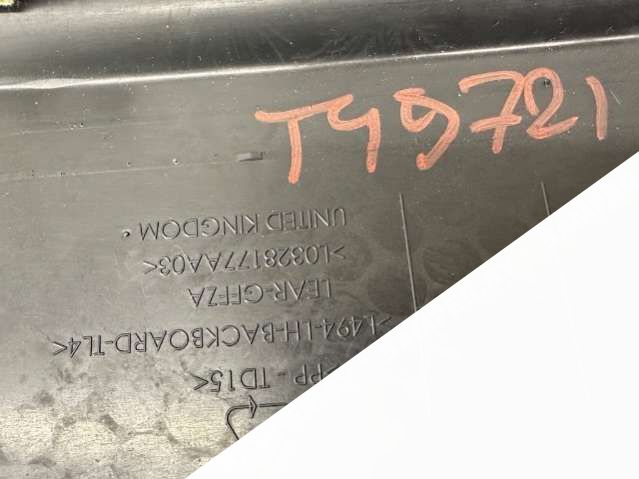 T49721
>PP - TD15<
>L494-LH-BACKBOARD-TL4<
LEAR-GFFZA
>L0328177AA03<
UNITED KINGDOM